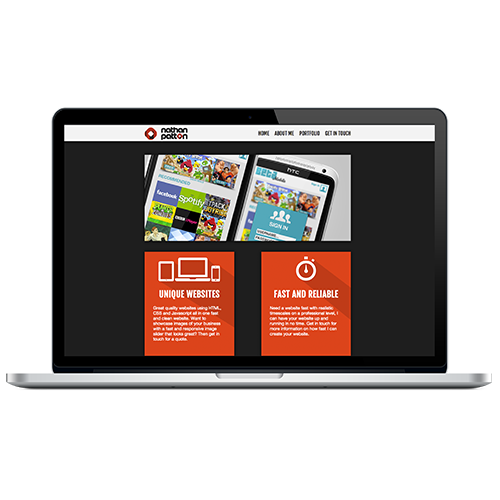 nathan
patton
HOME
ABOUT ME
PORTFOLIO
GET IN TOUCH
RECOMMENDED
facebook
Spotify
JETPACK
JOYRIDE
hTC
SIGN IN
UNIQUE WEBSITES
Great quality websites using HTML,
CSS and Javascript all in one fast
and clean website. Want to
showcase images of your business
with a fast and responsive image
slider that looks great? Then get in
touch for a quote.
FAST AND RELIABLE
Need a website fast with realistic
timescales on a professional level, I
can have your website up and
running in no time. Get in touch for
more information on how fast I can
create your website.